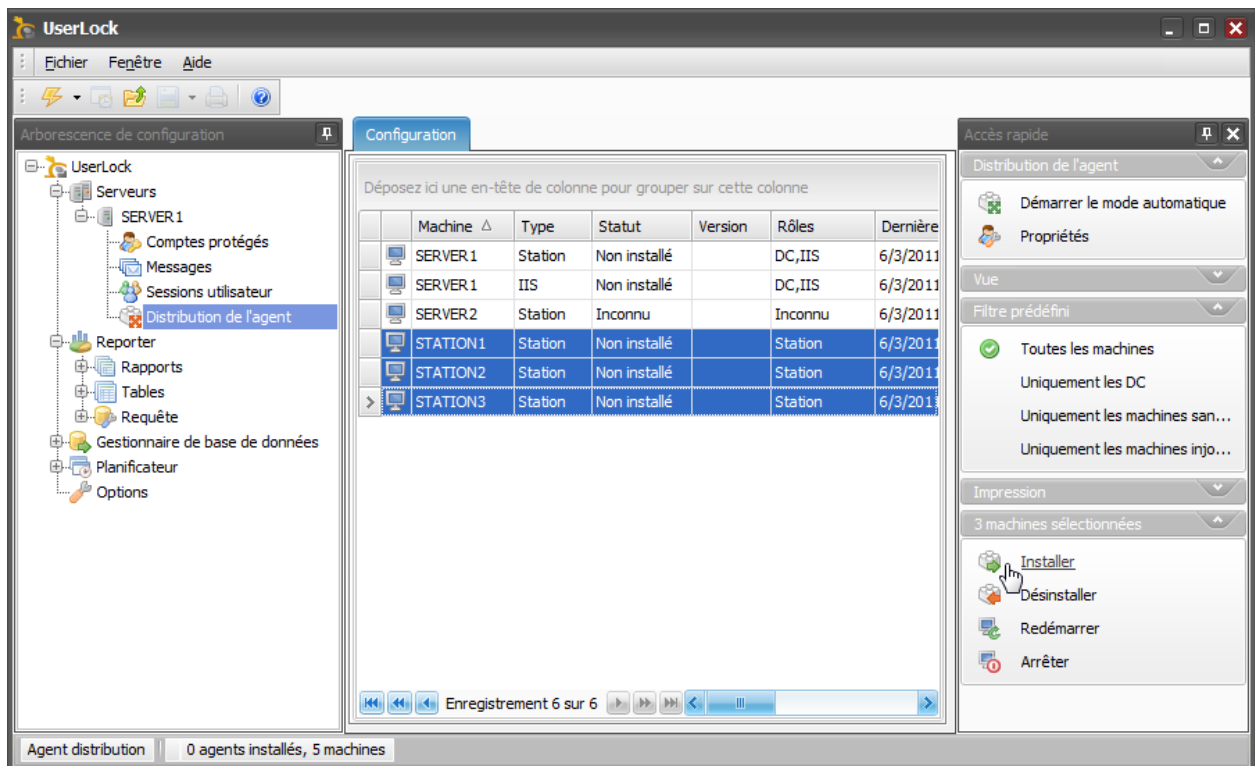 UserLock
Fichier Fenêtre Aide
Arborescence de configuration
UserLock
Serveurs
SERVER1
Comptes protégés
Messages
Sessions utilisateur
Distribution de l'agent
Reporter
Rapports
Tables
Requête
Gestionnaire de base de données
Planificateur
Options
Configuration
Déposez ici une en-tête de colonne pour grouper sur cette colonne
Machine Type Statut Version Rôles Dernière
SERVER1 Station Non installé DC,IIS 6/3/2011
SERVER1 IIS Non installé DC,IIS 6/3/2011
SERVER2 Station Inconnu Inconnu 6/3/2011
STATION1 Station Non installé Station 6/3/2011
STATION2 Station Non installé Station 6/3/2011
STATION3 Station Non installé Station 6/3/201
Enregistrement 6 sur 6
Accès rapide
Distribution de l'agent
Démarrer le mode automatique
Propriétés
Vue
Filtre prédéfini
Toutes les machines
Uniquement les DC
Uniquement les machines san...
Uniquement les machines injo...
Impression
3 machines sélectionnées
Installer
Désinstaller
Redémarrer
Arrêter
Agent distribution 0 agents installés, 5 machines